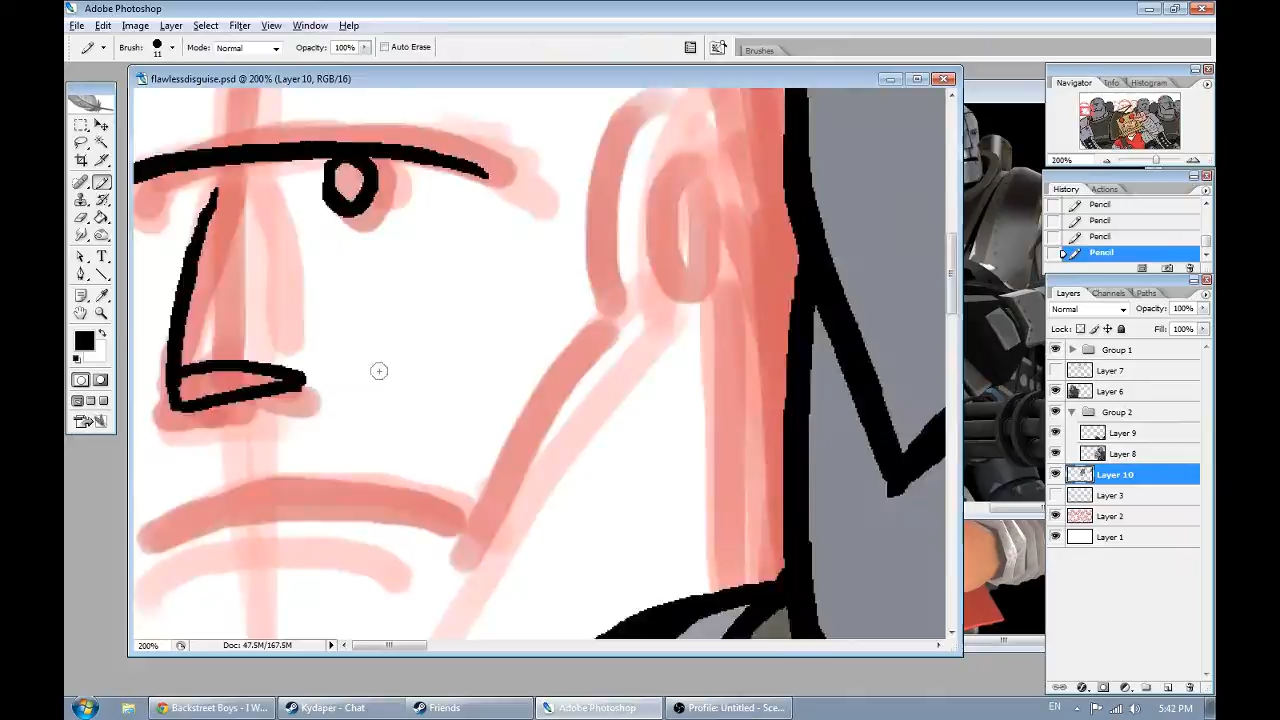 Adobe Photoshop
File Edit Image Layer Select Filter View Window Help
Brush: 11 Mode: Normal Opacity: 100% Auto Erase
Brushes
flawlessdisguise.psd @ 200% (Layer 10, RGB/16)
Navigator Info Histogram
200%
History Actions
Pencil
Pencil
Pencil
Pencil
Layers Channels Paths
Normal Opacity: 100%
Lock: Fill: 100%
Group 1
Layer 7
Layer 6
Group 2
Layer 9
Layer 8
Layer 10
Layer 3
Layer 2
Layer 1
200% Doc: 47.5M/167.5M
Backstreet Boys - I W... Kydaper - Chat Friends Adobe Photoshop Profile: Untitled - Sce... EN 5:42 PM